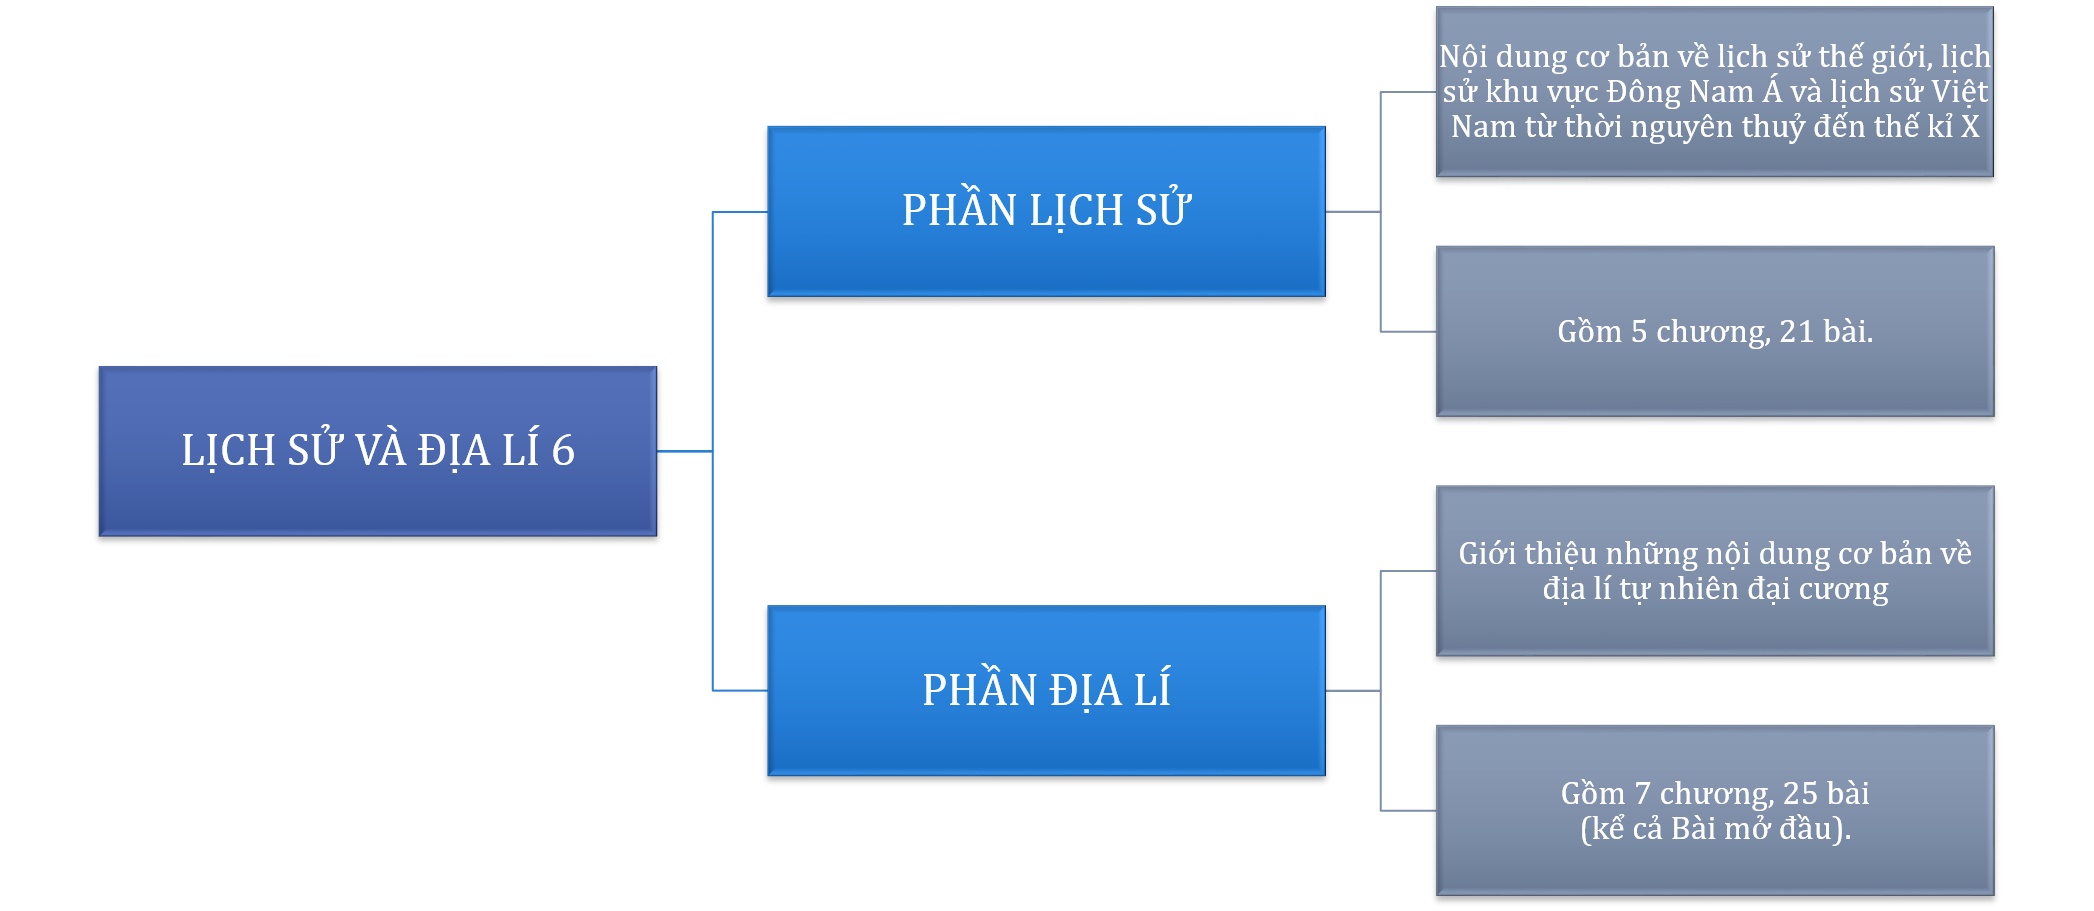 LỊCH SỬ VÀ ĐỊA LÍ 6
PHẦN LỊCH SỬ
Nội dung cơ bản về lịch sử thế giới, lịch
sử khu vực Đông Nam Á và lịch sử Việt
Nam từ thời nguyên thuỷ đến thế kỉ X
Gồm 5 chương, 21 bài.
PHẦN ĐỊA LÍ
Giới thiệu những nội dung cơ bản về
địa lí tự nhiên đại cương
Gồm 7 chương, 25 bài
(kể cả Bài mở đầu).